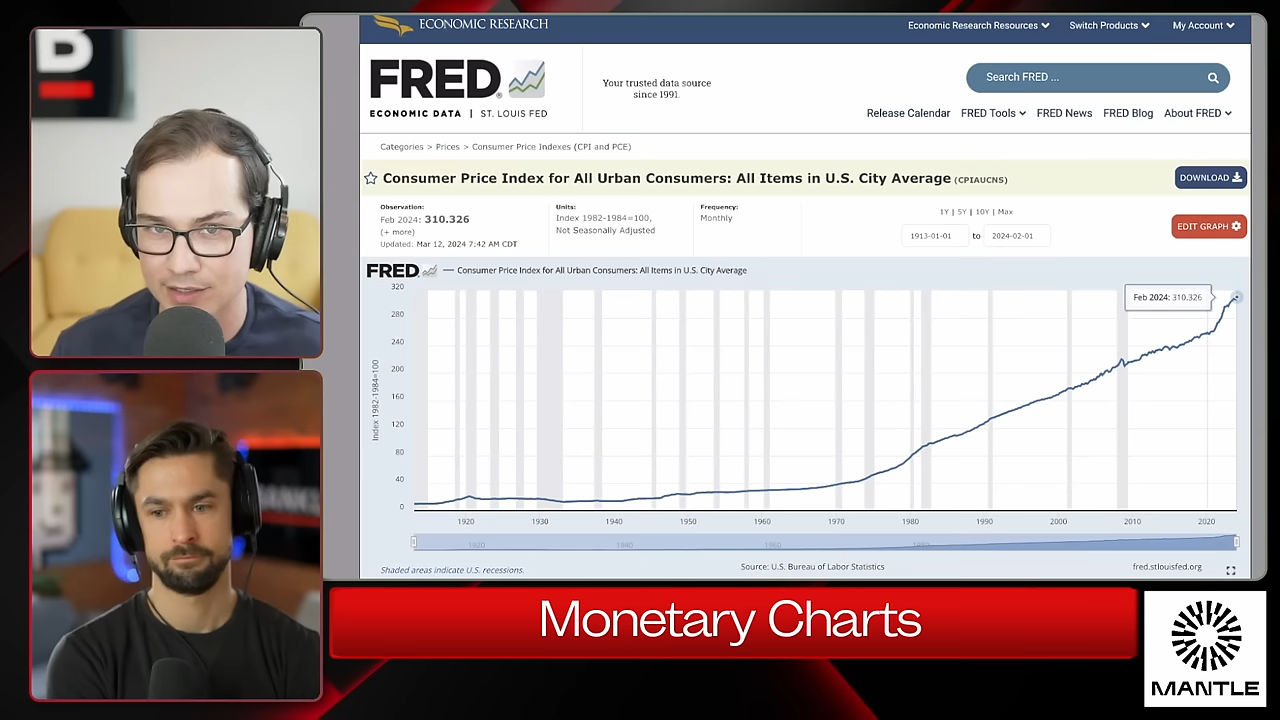 ECONOMIC RESEARCH
Economic Research Resources Switch Products My Account
FRED
ECONOMIC DATA | ST. LOUIS FED
Your trusted data source
since 1991.
Search FRED ...
Release Calendar FRED Tools FRED News FRED Blog About FRED
Categories > Prices > Consumer Price Indexes (CPI and PCE)
Consumer Price Index for All Urban Consumers: All Items in U.S. City Average (CPIAUCNS)
DOWNLOAD
Observation:
Feb 2024: 310.326
(+ more)
Updated: Mar 12, 2024 7:42 AM CDT
Units:
Index 1982-1984=100,
Not Seasonally Adjusted
Frequency:
Monthly
1Y | 5Y | 10Y | Max
1913-01-01 to 2024-02-01
EDIT GRAPH
FRED Consumer Price Index for All Urban Consumers: All Items in U.S. City Average
320
280
240
200
160
120
80
40
0
Index 1982-1984=100
Feb 2024: 310.326
1920 1930 1940 1950 1960 1970 1980 1990 2000 2010 2020
1920 1940 1960 1980
Shaded areas indicate U.S. recessions.
Source: U.S. Bureau of Labor Statistics
fred.stlouisfed.org
Monetary Charts
MANTLE